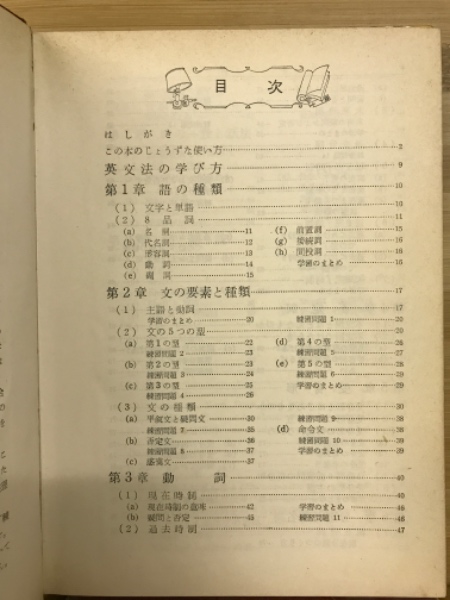 目次
はしがき
この本のじょうずな使い方 2
英文法の学び方 9
第1章 語の種類 10
(1) 文字と単語 10
(2) 8品詞 11
(a) 名詞 11
(b) 代名詞 12
(c) 形容詞 13
(d) 動詞 14
(e) 副詞 15
(f) 前置詞 15
(g) 接続詞 16
(h) 間投詞 16
学習のまとめ 16
第2章 文の要素と種類 17
(1) 主語と動詞 17
学習のまとめ 20
練習問題 1 20
(2) 文の5つの型 22
(a) 第1の型 22
練習問題 2 23
(b) 第2の型 23
練習問題 3 24
(c) 第3の型 25
練習問題 4 26
(d) 第4の型 26
練習問題 5 27
(e) 第5の型 28
練習問題 6 29
学習のまとめ 29
(3) 文の種類 30
(a) 平叙文と疑問文 30
練習問題 7 35
(b) 否定文 36
練習問題 8 37
(c) 感嘆文 37
練習問題 9 38
(d) 命令文 38
練習問題 10 39
学習のまとめ 39
第3章 動詞 40
(1) 現在時制 40
(a) 現在時制の意味 42
(b) 疑問と否定 43
学習のまとめ 46
練習問題 11 46
(2) 過去時制 47